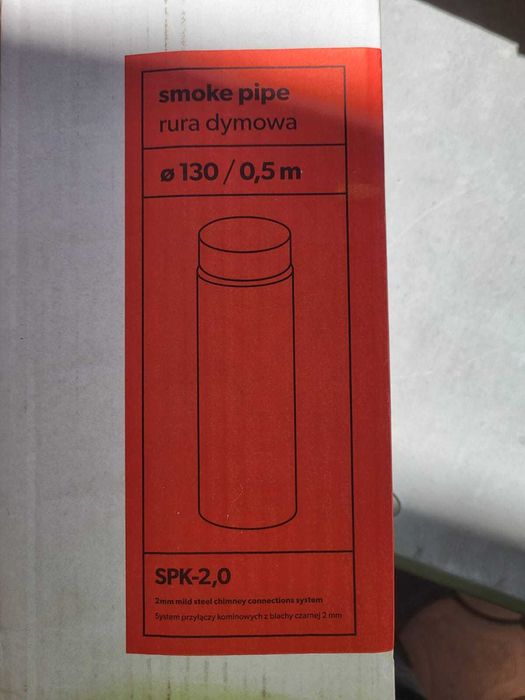 smoke pipe
rura dymowa
ø 130 / 0,5 m
SPK-2,0
2mm mild steel chimney connections system
System przyłączy kominowych z blachy czarnej 2 mm